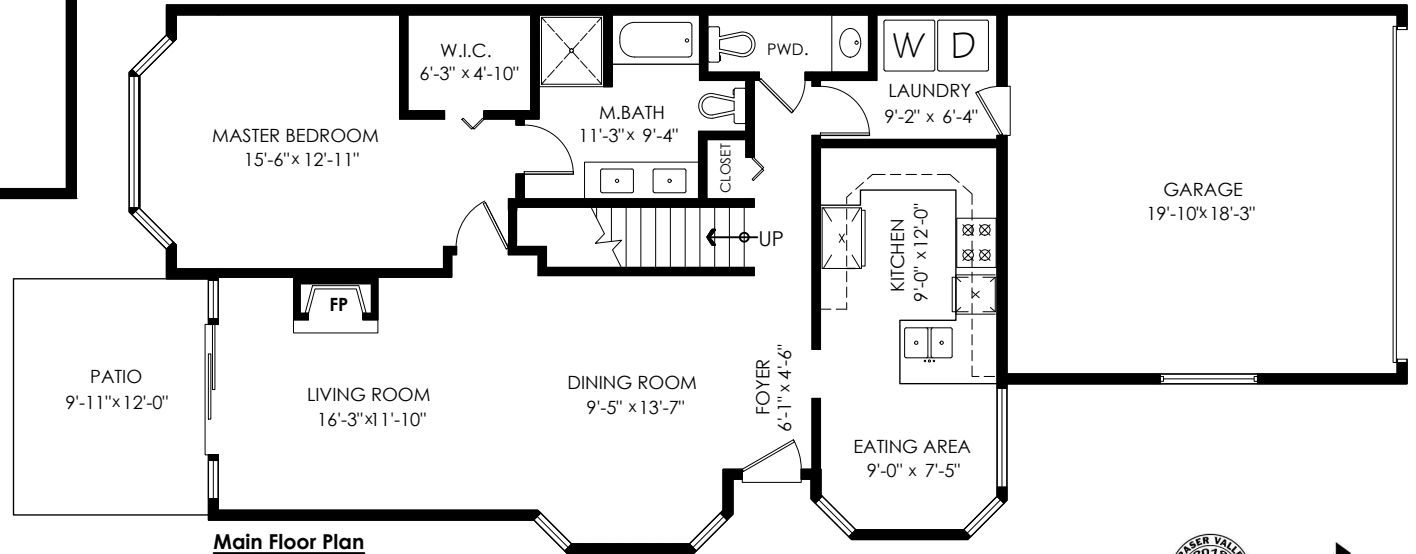 W.I.C.
6'-3" x 4'-10"
PWD.
W D
LAUNDRY
9'-2" x 6'-4"
MASTER BEDROOM
15'-6" x 12'-11"
M.BATH
11'-3" x 9'-4"
CLOSET
GARAGE
19'-10" x 18'-3"
UP
KITCHEN
9'-0" x 12'-0"
FP
PATIO
9'-11" x 12'-0"
LIVING ROOM
16'-3" x 11'-10"
DINING ROOM
9'-5" x 13'-7"
FOYER
6'-1" x 4'-6"
EATING AREA
9'-0" x 7'-5"
Main Floor Plan